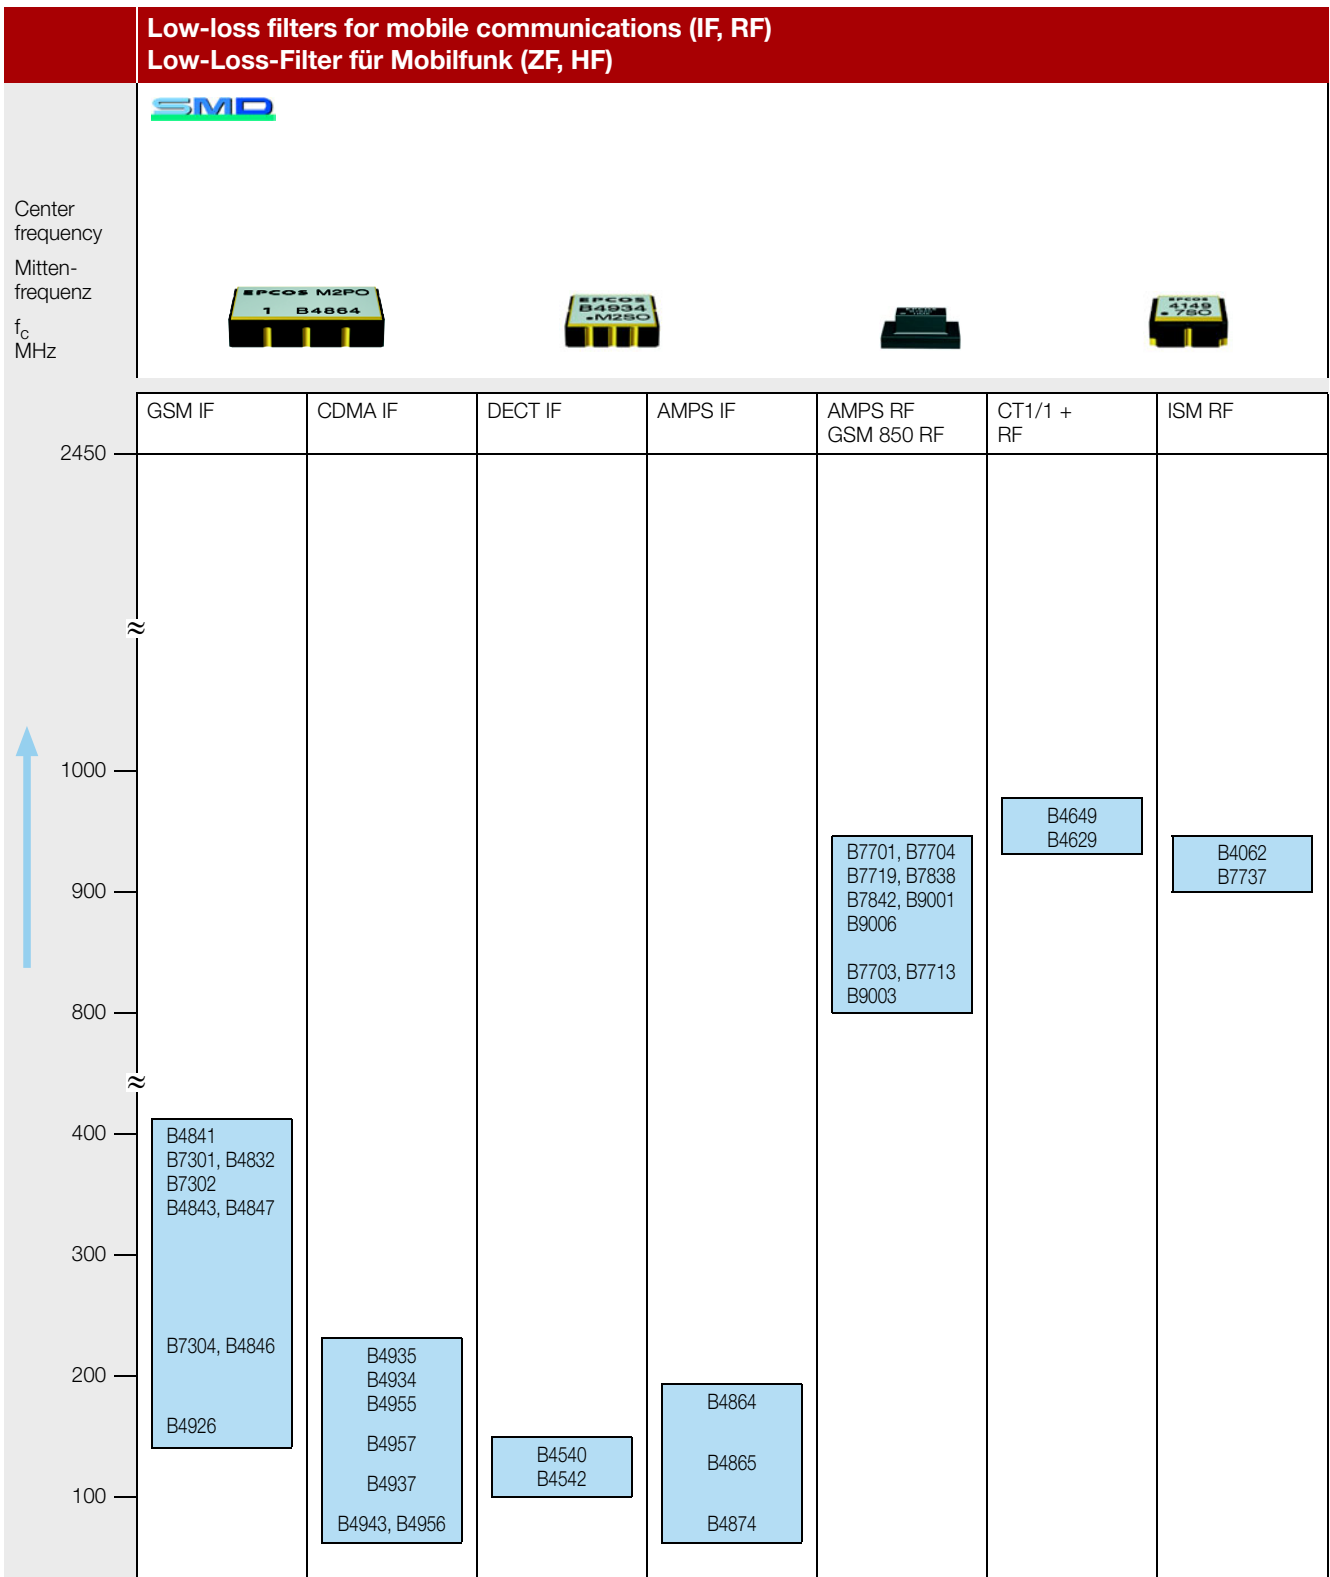 Low-loss filters for mobile communications (IF, RF)
Low-Loss-Filter für Mobilfunk (ZF, HF)
SMD
Center
frequency
Mitten-
frequenz
fC
MHz
EPCOS M2PO
1 B4864
EPCOS
B4934
•M2SO
EPCOS
4149
• 7SO
GSM IF
CDMA IF
DECT IF
AMPS IF
AMPS RF
GSM 850 RF
CT1/1 +
RF
ISM RF
2450
≈
1000
B4649
B4629
B7701, B7704
B7719, B7838
B7842, B9001
B9006
B7703, B7713
B9003
B4062
B7737
900
800
≈
400
B4841
B7301, B4832
B7302
B4843, B4847
300
B7304, B4846
B4926
200
B4935
B4934
B4955
B4957
B4937
B4943, B4956
B4540
B4542
B4864
B4865
B4874
100